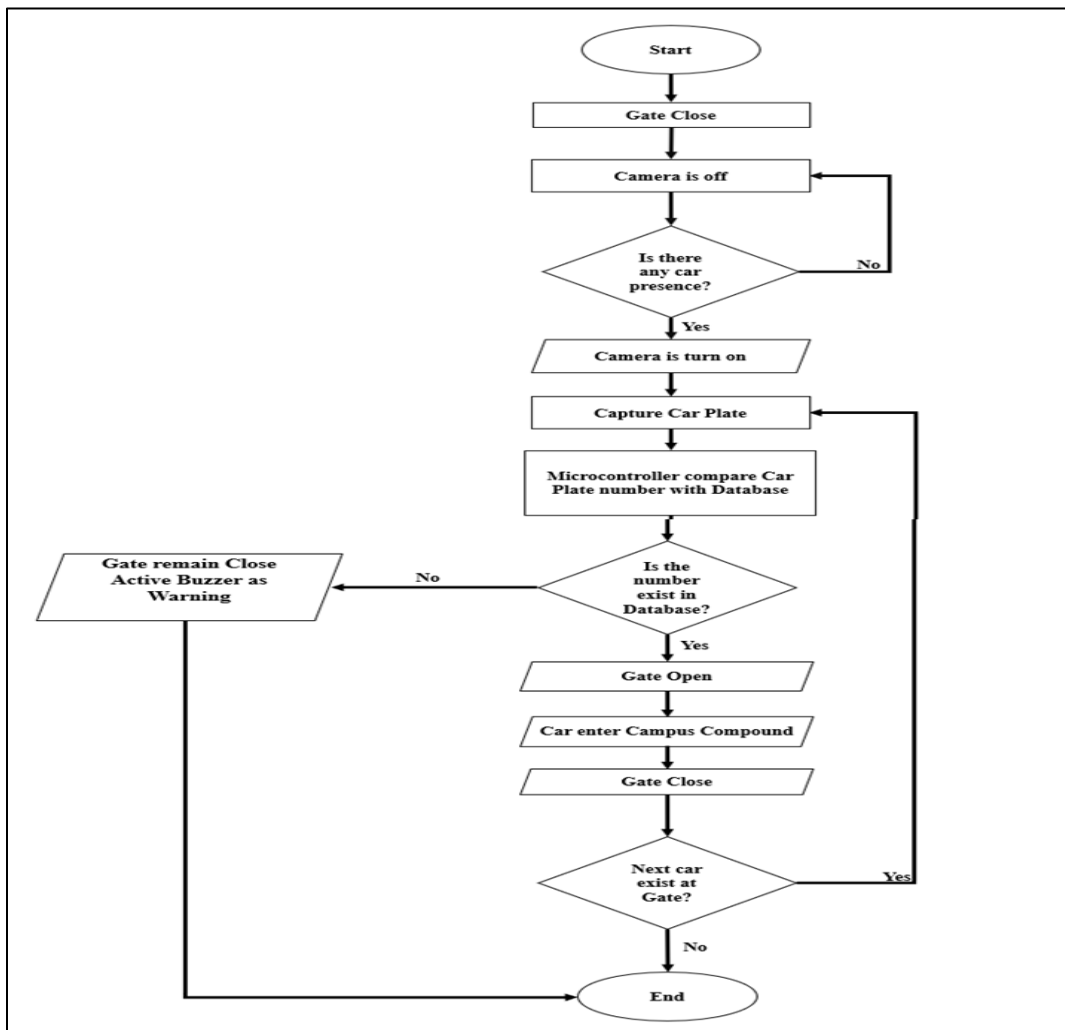 Start
Gate Close
Camera is off
Is there
any car
presence?
No
Yes
Camera is turn on
Capture Car Plate
Microcontroller compare Car
Plate number with Database
Is the
number
exist in
Database?
No
Gate remain Close
Active Buzzer as
Warning
Yes
Gate Open
Car enter Campus Compound
Gate Close
Next car
exist at
Gate?
Yes
No
End